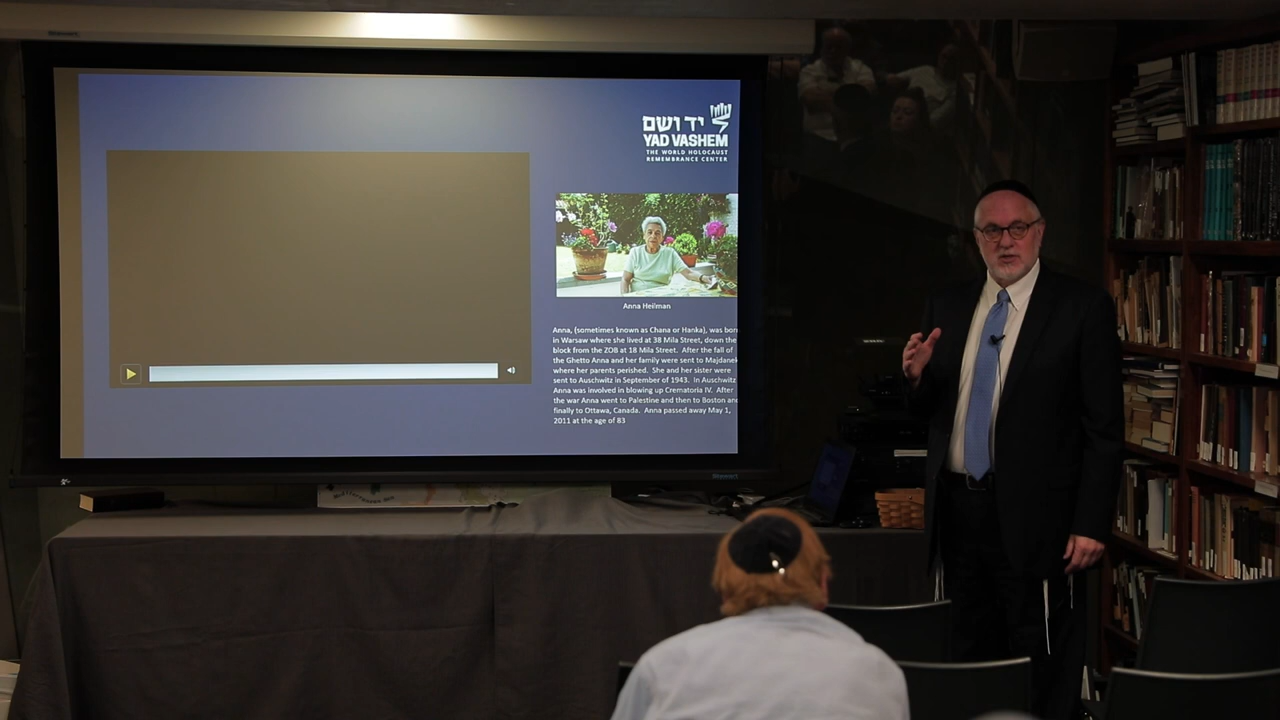 יד ושם
YAD VASHEM
THE WORLD HOLOCAUST
REMEMBRANCE CENTER
Anna Heilman
Anna, (sometimes known as Chana or Hanka), was born
in Warsaw where she lived at 38 Mila Street, down the
block from the ZOB at 18 Mila Street. After the fall of
the Ghetto Anna and her family were sent to Majdanek
where her parents perished. She and her sister were
sent to Auschwitz in September of 1943. In Auschwitz
Anna was involved in blowing up Crematoria IV. After
the war Anna went to Palestine and then to Boston and
finally to Ottawa, Canada. Anna passed away May 1,
2011 at the age of 83
Stewart
Mediterranean